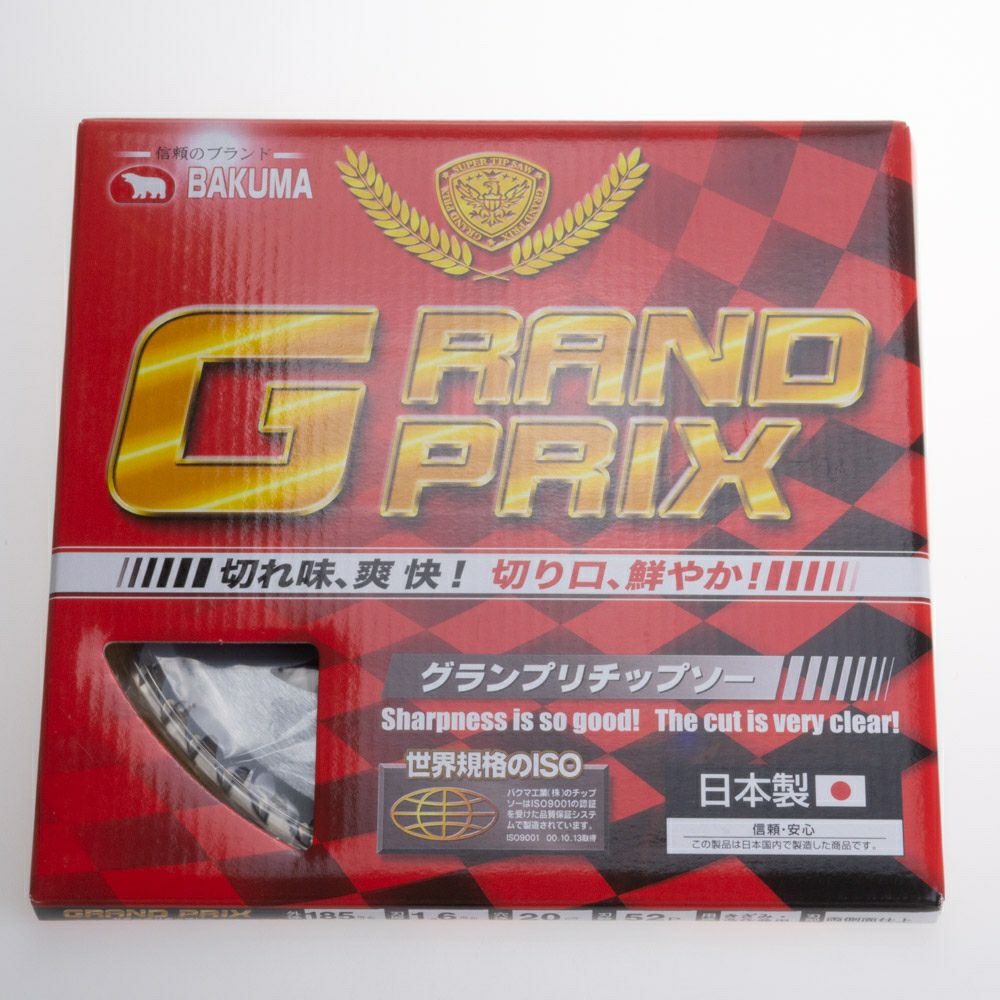 信頼のブランド
BAKUMA
SUPER TIP SAW
GRAND PRIX GRAND PRIX
GRAND
PRIX
切れ味、爽快! 切り口、鮮やか!
グランプリチップソー
Sharpness is so good! The cut is very clear!
世界規格のISO
バクマ工業(株)のチップ
ソーはISO9001の認証
を受けた品質保証システ
ムで製造されています。
ISO9001 00.10.13取得
日本製
信頼・安心
この製品は日本国内で製造した商品です。
GRAND PRIX 外 185 刃 1.6 20 52P